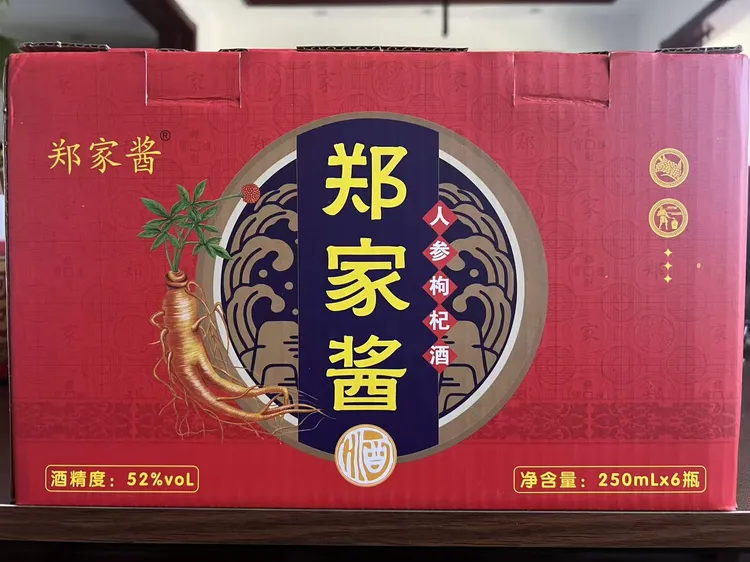 郑家酱®
郑家酱
人参枸杞酒
酒
酒精度：52%voL
净含量：250mLx6瓶